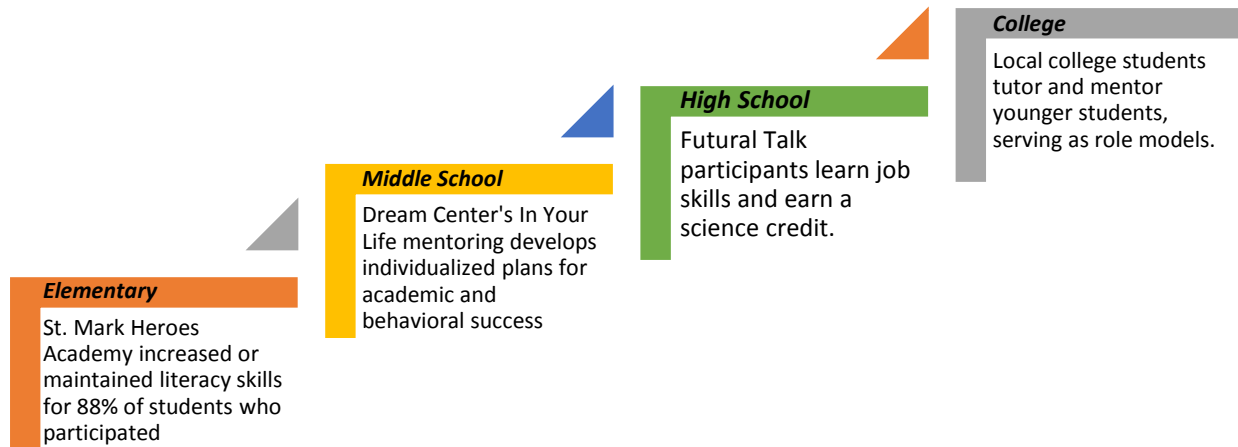 Elementary
St. Mark Heroes
Academy increased or
maintained literacy skills
for 88% of students who
participated
Middle School
Dream Center's In Your
Life mentoring develops
individualized plans for
academic and
behavioral success
High School
Futural Talk
participants learn job
skills and earn a
science credit.
College
Local college students
tutor and mentor
younger students,
serving as role models.